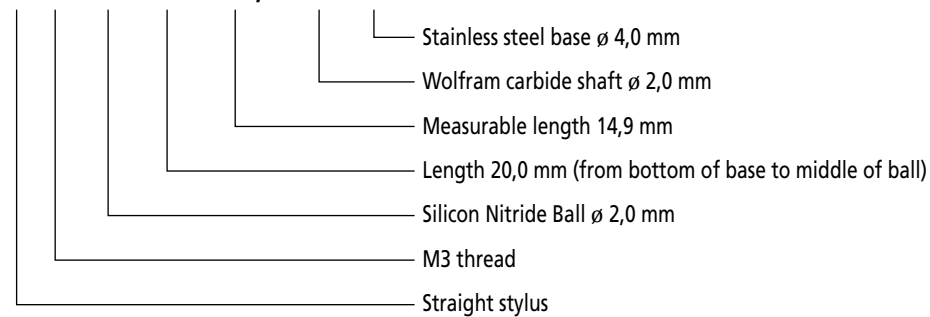 Stainless steel base ø 4,0 mm
Wolfram carbide shaft ø 2,0 mm
Measurable length 14,9 mm
Length 20,0 mm (from bottom of base to middle of ball)
Silicon Nitride Ball ø 2,0 mm
M3 thread
Straight stylus